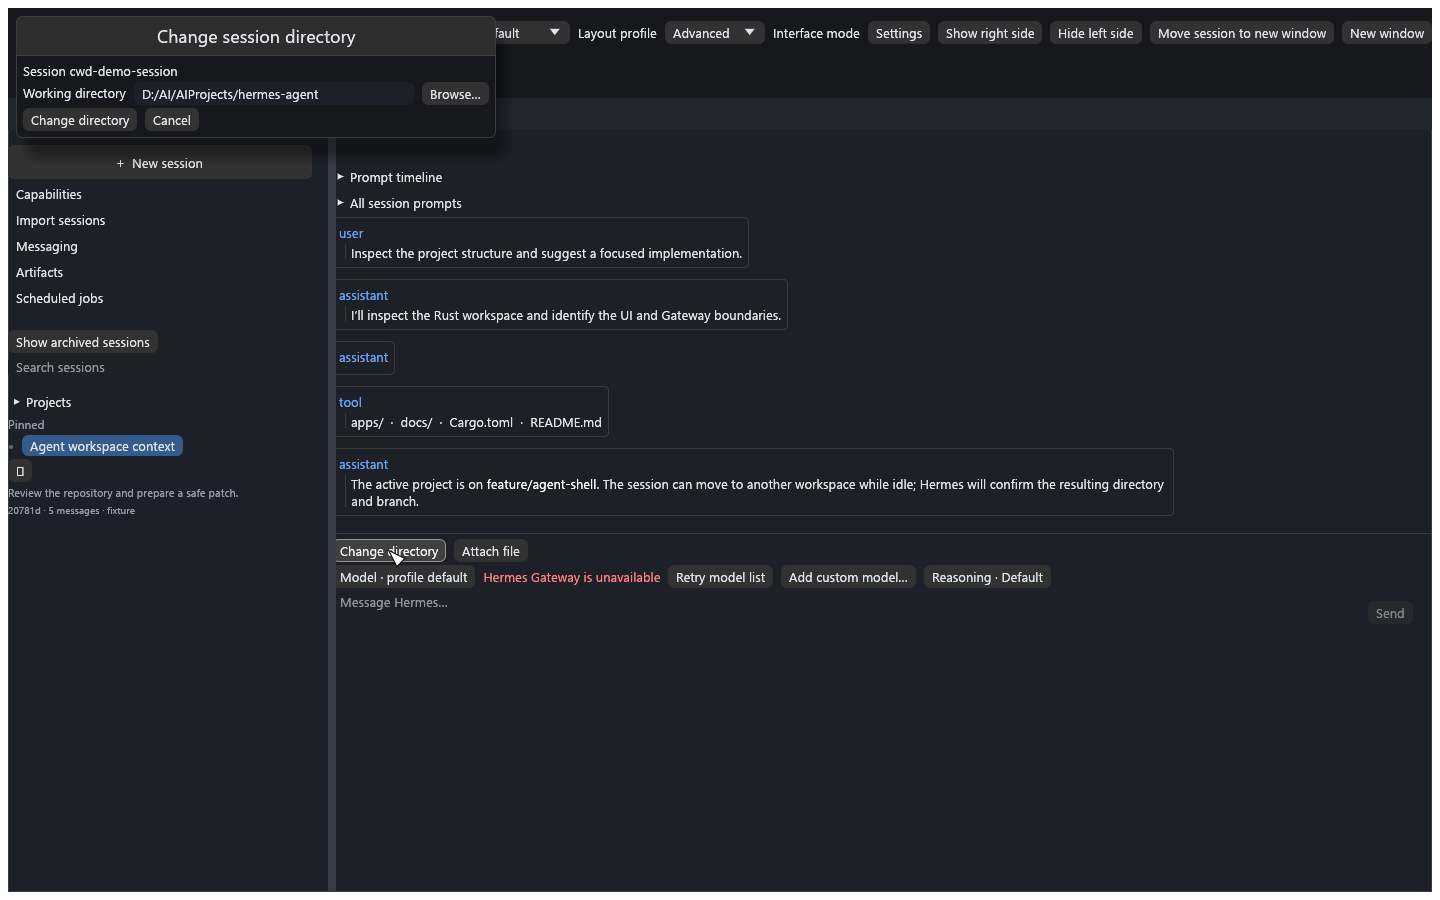 Change session directory
Session cwd-demo-session
Working directory D:/AI/AIProjects/hermes-agent Browse...
Change directory Cancel
fault Layout profile Advanced Interface mode Settings Show right side Hide left side Move session to new window New window
+ New session
Capabilities
Import sessions
Messaging
Artifacts
Scheduled jobs
Show archived sessions
Search sessions
Projects
Pinned
Agent workspace context
Review the repository and prepare a safe patch.
20781d · 5 messages · fixture
Prompt timeline
All session prompts
user
Inspect the project structure and suggest a focused implementation.
assistant
I'll inspect the Rust workspace and identify the UI and Gateway boundaries.
assistant
tool
apps/ · docs/ · Cargo.toml · README.md
assistant
The active project is on feature/agent-shell. The session can move to another workspace while idle; Hermes will confirm the resulting directory
and branch.
Change directory Attach file
Model · profile default Hermes Gateway is unavailable Retry model list Add custom model... Reasoning · Default
Message Hermes...
Send